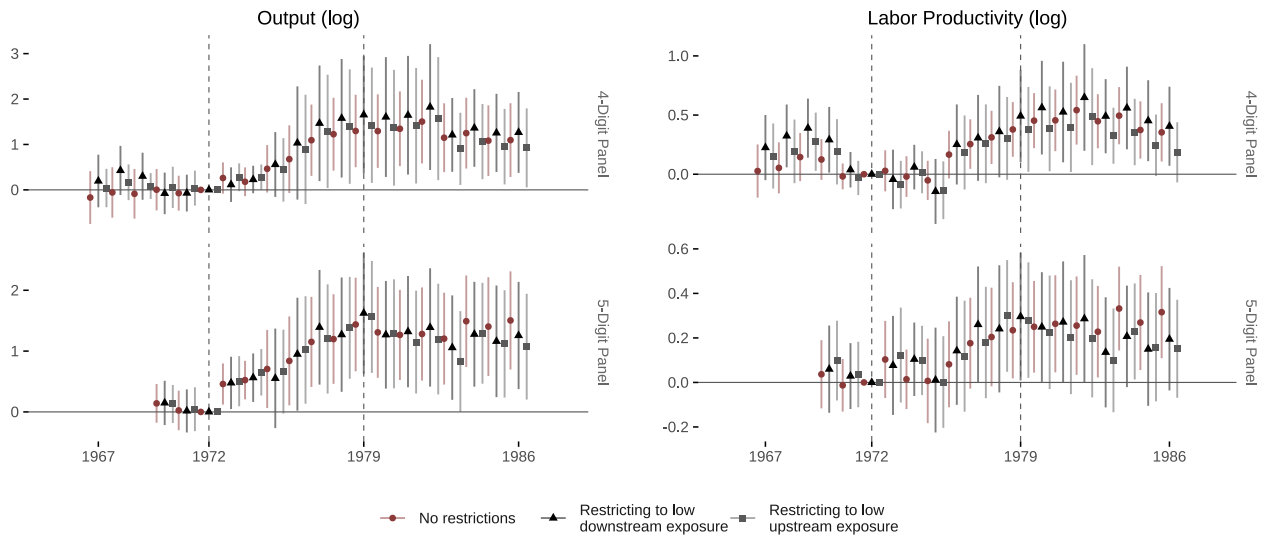 Output (log)
Labor Productivity (log)
3
2
1
0
4-Digit Panel
1.0
0.5
0.0
4-Digit Panel
2
1
0
5-Digit Panel
0.6
0.4
0.2
0.0
-0.2
5-Digit Panel
1967 1972 1979 1986
1967 1972 1979 1986
No restrictions
Restricting to low
downstream exposure
Restricting to low
upstream exposure